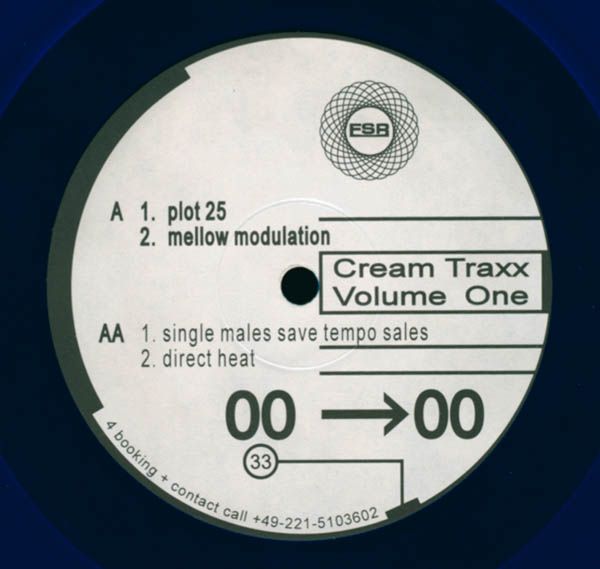 FSR
A 1. plot 25
2. mellow modulation
Cream Traxx
Volume One
AA 1. single males save tempo sales
2. direct heat
00 → 00
33
4 booking + contact call +49-221-5103602